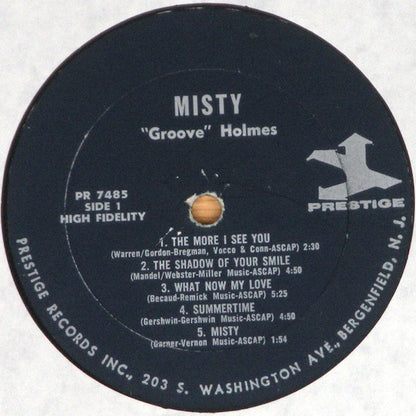 MISTY
"Groove" Holmes
PR 7485
SIDE 1
HIGH FIDELITY
PRESTIGE
1. THE MORE I SEE YOU
(Warren/Gordon-Bregman, Vocco & Conn-ASCAP) 2:30
2. THE SHADOW OF YOUR SMILE
(Mandel/Webster-Miller Music-ASCAP) 4:50
3. WHAT NOW MY LOVE
(Becaud-Remick Music-ASCAP) 5:25
4. SUMMERTIME
(Gershwin-Gershwin Music-ASCAP) 4:50
5. MISTY
(Garner-Vernon Music-ASCAP) 1:54
PRESTIGE RECORDS INC., 203 S. WASHINGTON AVE., BERGENFIELD, N. J.